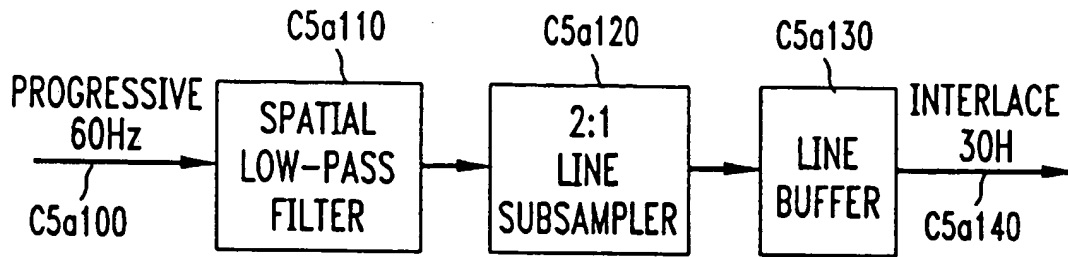 C5a110
C5a120
C5a130
PROGRESSIVE
60Hz
SPATIAL
LOW-PASS
FILTER
2:1
LINE
SUBSAMPLER
LINE
BUFFER
INTERLACE
30H
C5a100
C5a140